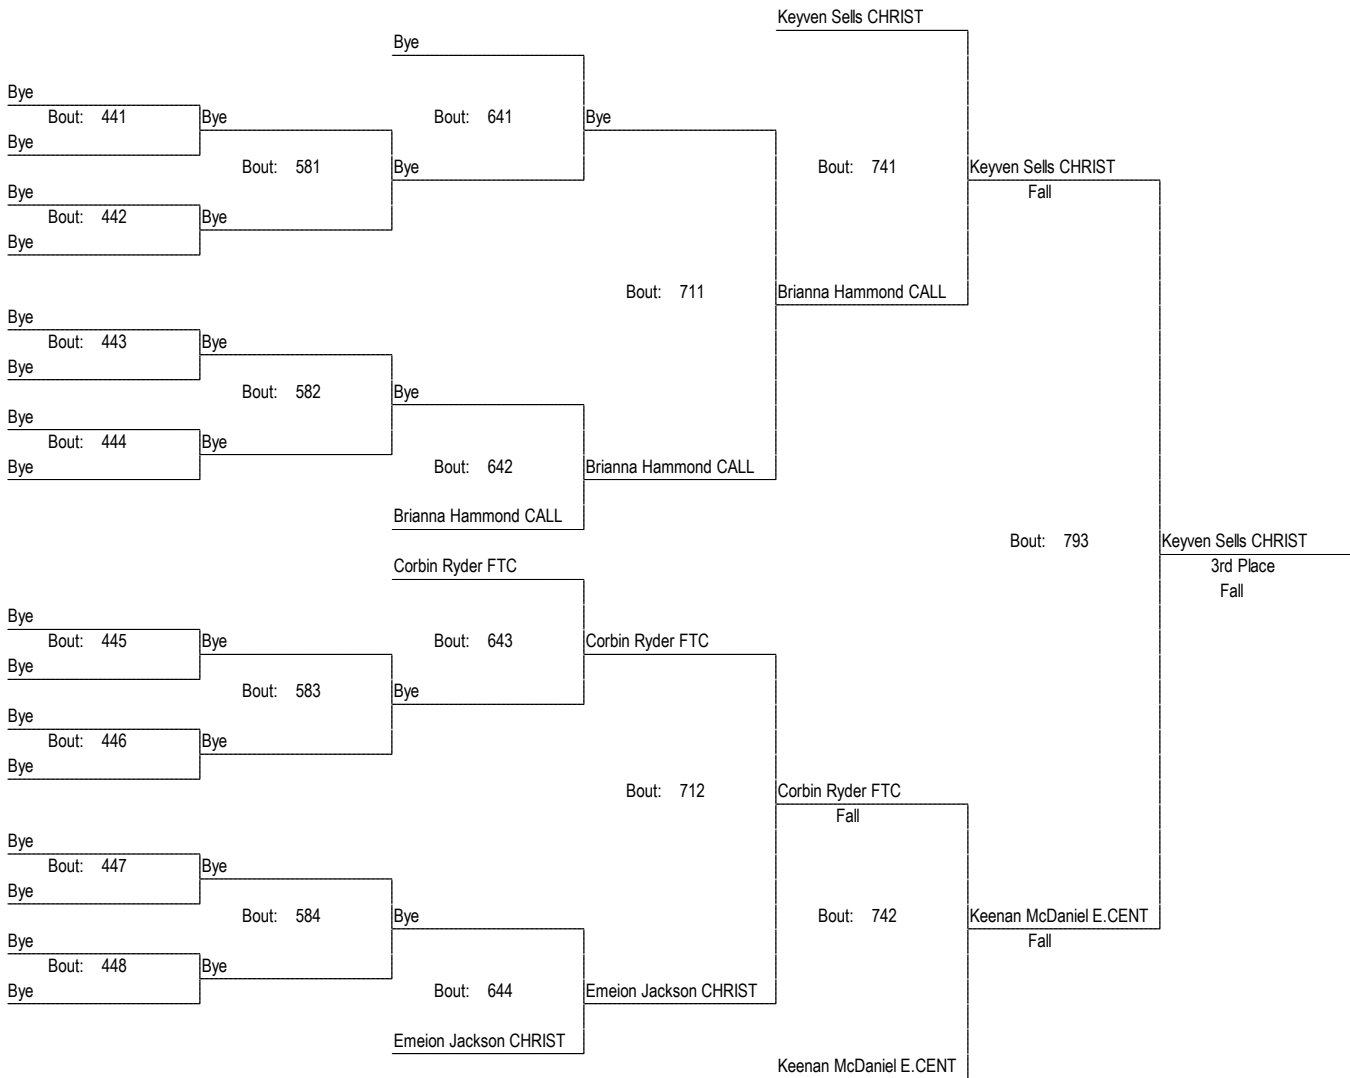 Keyven Sells CHRIST
Bye
Bye
Bout: 441 Bye Bout: 641 Bye
Bye
Bout: 581 Bye Bout: 741 Keyven Sells CHRIST
Bye Fall
Bout: 442 Bye
Bye
Bout: 711 Brianna Hammond CALL
Bye
Bout: 443 Bye
Bye
Bout: 582 Bye
Bye
Bout: 444 Bye
Bye Bout: 642 Brianna Hammond CALL
Brianna Hammond CALL
Bout: 793 Keyven Sells CHRIST
Corbin Ryder FTC 3rd Place
Fall
Bye
Bout: 445 Bye Bout: 643 Corbin Ryder FTC
Bye
Bout: 583 Bye
Bye
Bout: 446 Bye
Bye
Bout: 712 Corbin Ryder FTC
Fall
Bye
Bout: 447 Bye
Bye
Bout: 584 Bye Bout: 742 Keenan McDaniel E.CENT
Bye Fall
Bout: 448 Bye
Bye Bout: 644 Emeion Jackson CHRIST
Emeion Jackson CHRIST
Keenan McDaniel E.CENT